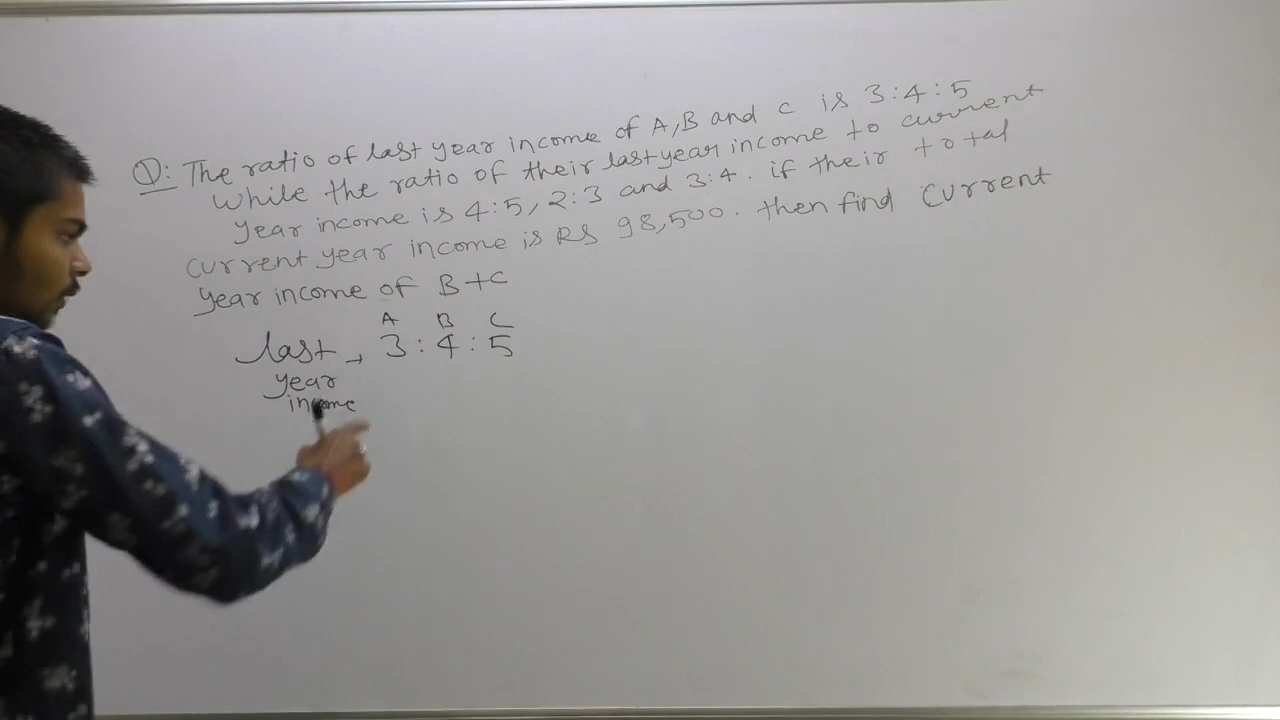 Q: The ratio of last year income of A,B and C is 3:4:5
While the ratio of their last year income to current
year income is 4:5, 2:3 and 3:4. if their total
current year income is RS 98,500. then find current
year income of B+C
A B C
last → 3:4:5
year
income